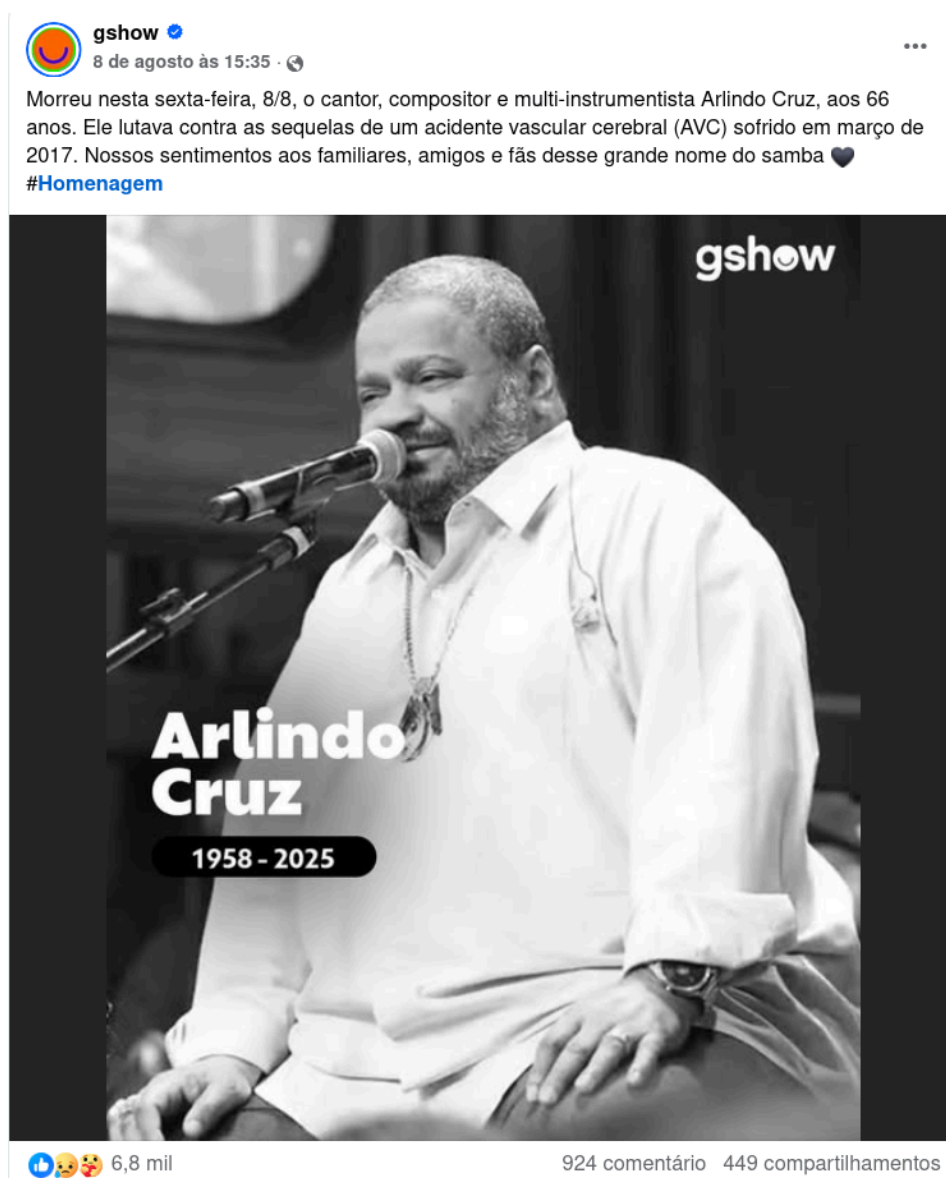 gshow
8 de agosto às 15:35 ·
Morreu nesta sexta-feira, 8/8, o cantor, compositor e multi-instrumentista Arlindo Cruz, aos 66
anos. Ele lutava contra as sequelas de um acidente vascular cerebral (AVC) sofrido em março de
2017. Nossos sentimentos aos familiares, amigos e fãs desse grande nome do samba 🖤
#Homenagem
gshow
Arlindo
Cruz
1958 - 2025
6,8 mil 924 comentário 449 compartilhamentos